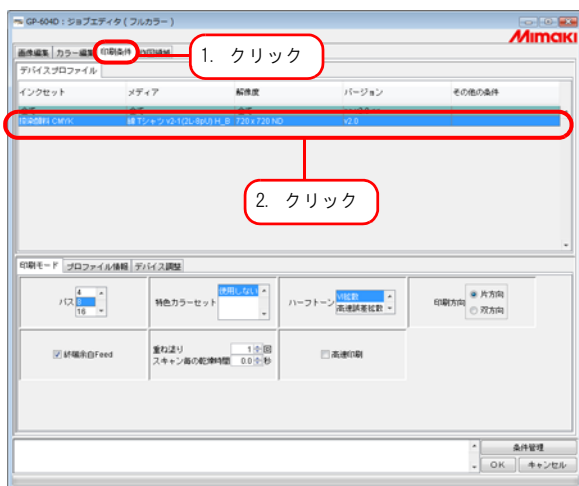 GP-604D：ジョブエディタ(フルカラー)
Mimaki
画像編集 カラー編集 印刷条件
1. クリック
デバイスプロファイル
インクセット メディア 解像度 バージョン その他の条件
捺染顔料 CMYK 綿Tシャツ v2-1(2L-8pU) H_B 720 x 720 ND v2.0
2. クリック
印刷モード プロファイル情報 デバイス調整
パス 4 8 16
特色カラーセット 使用しない
ハーフトーン 高速誤差拡散
印刷方向 片方向 双方向
終端余白Feed
重ね塗り 1 回
スキャン毎の乾燥時間 0.0 秒
高速印刷
条件管理
OK キャンセル